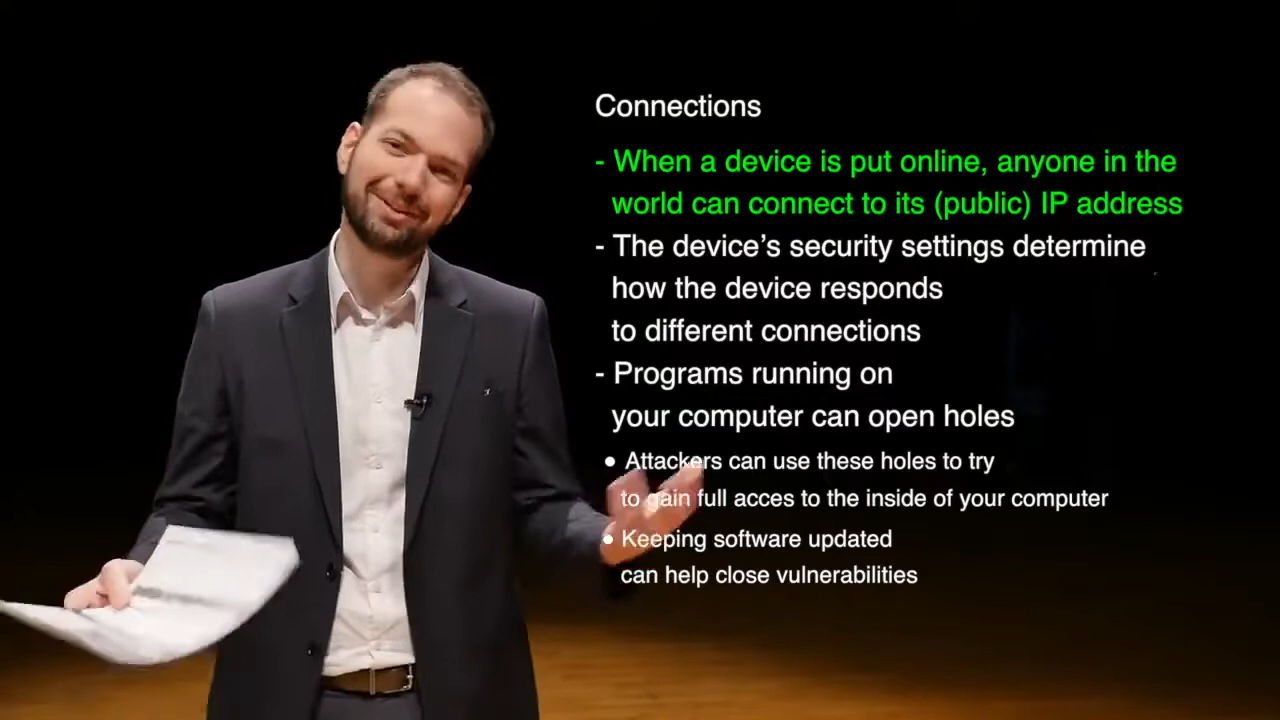 Connections
- When a device is put online, anyone in the
world can connect to its (public) IP address
- The device’s security settings determine
how the device responds
to different connections
- Programs running on
your computer can open holes
• Attackers can use these holes to try
to gain full acces to the inside of your computer
• Keeping software updated
can help close vulnerabilities